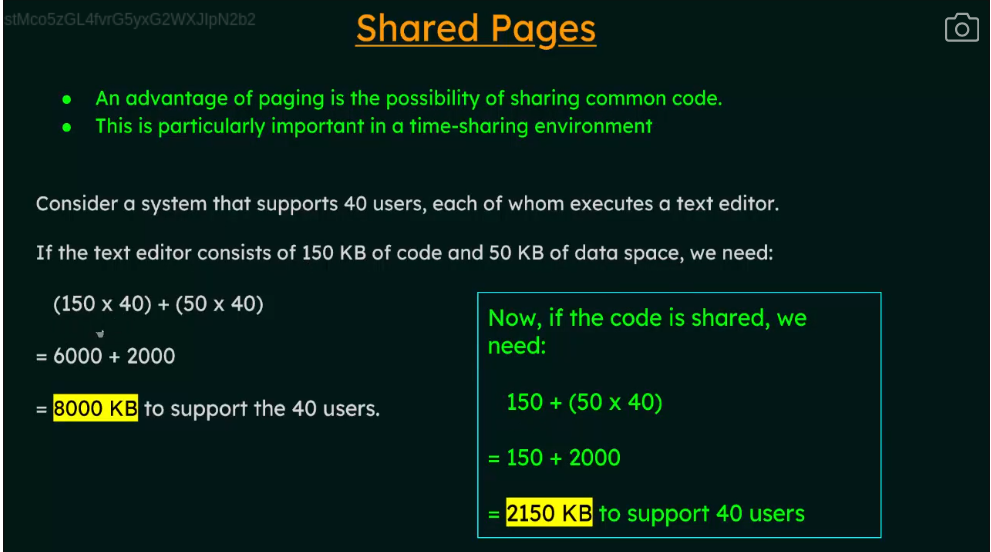 stMco5zGL4fvrG5yxG2WXJIpN2b2
Shared Pages
● An advantage of paging is the possibility of sharing common code.
● This is particularly important in a time-sharing environment
Consider a system that supports 40 users, each of whom executes a text editor.
If the text editor consists of 150 KB of code and 50 KB of data space, we need:
(150 x 40) + (50 x 40)
= 6000 + 2000
= 8000 KB to support the 40 users.
Now, if the code is shared, we
need:
150 + (50 x 40)
= 150 + 2000
= 2150 KB to support 40 users